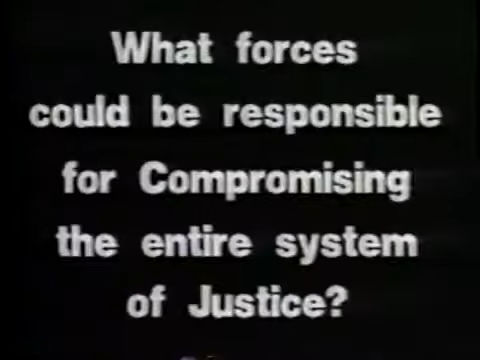 What forces
could be responsible
for Compromising
the entire system
of Justice?